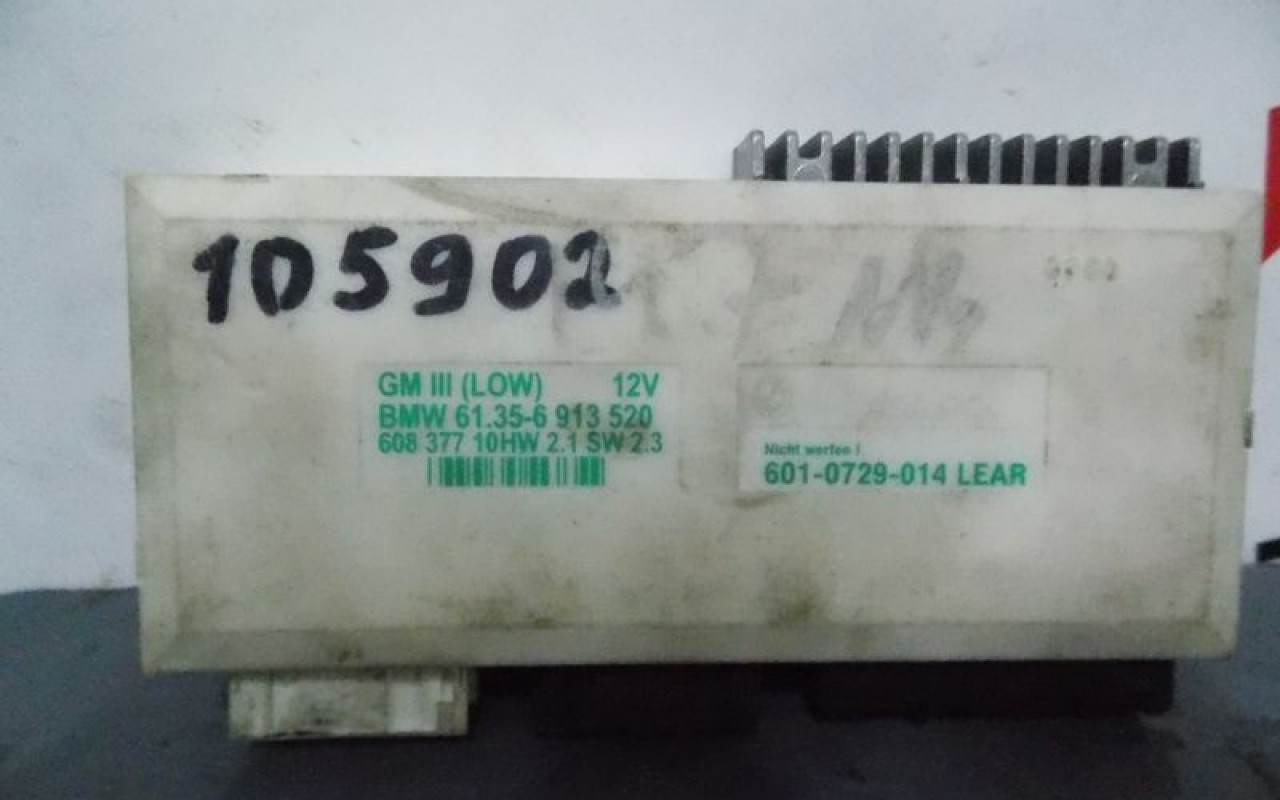 105902
GM III (LOW) 12V
BMW 61.35-6 913 520
608 377 10HW 2.1 SW 2.3
Nicht werfen !
601-0729-014 LEAR